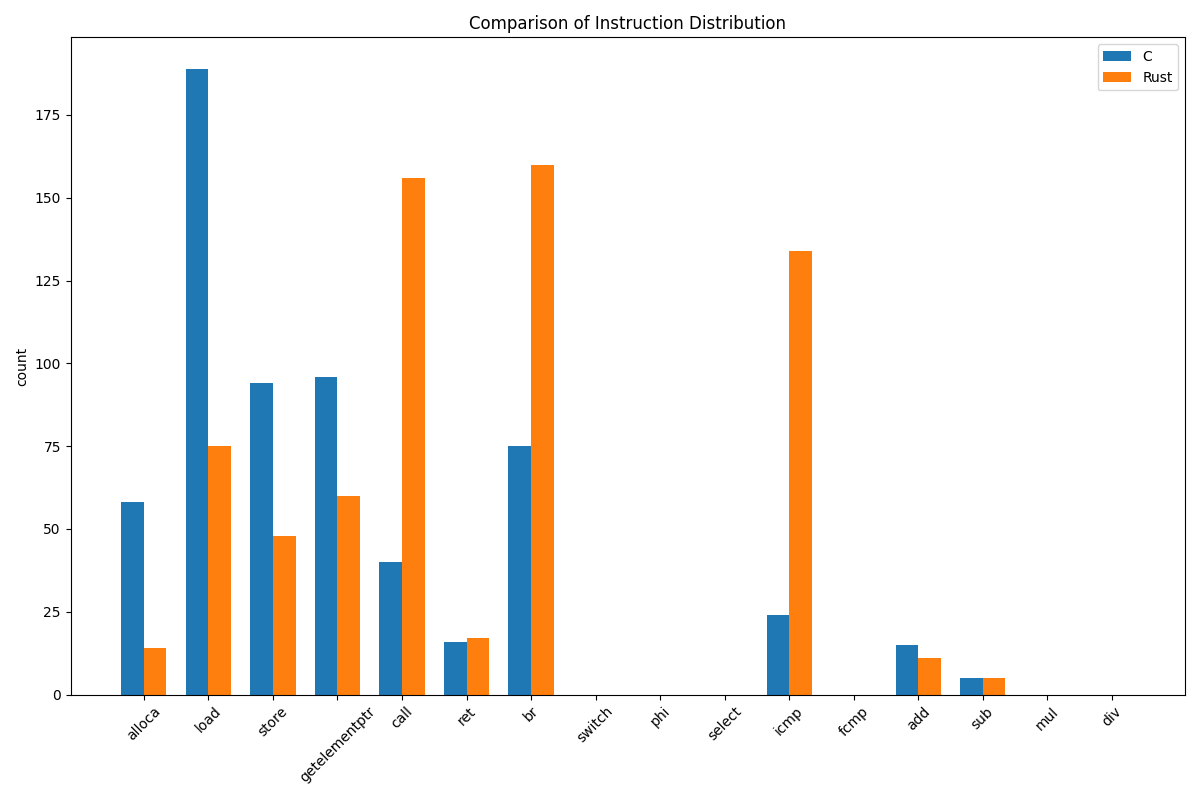 Comparison of Instruction Distribution
C
Rust
count
175
150
125
100
75
50
25
0
alloca
load
store
getelementptr
call
ret
br
switch
phi
select
icmp
fcmp
add
sub
mul
div